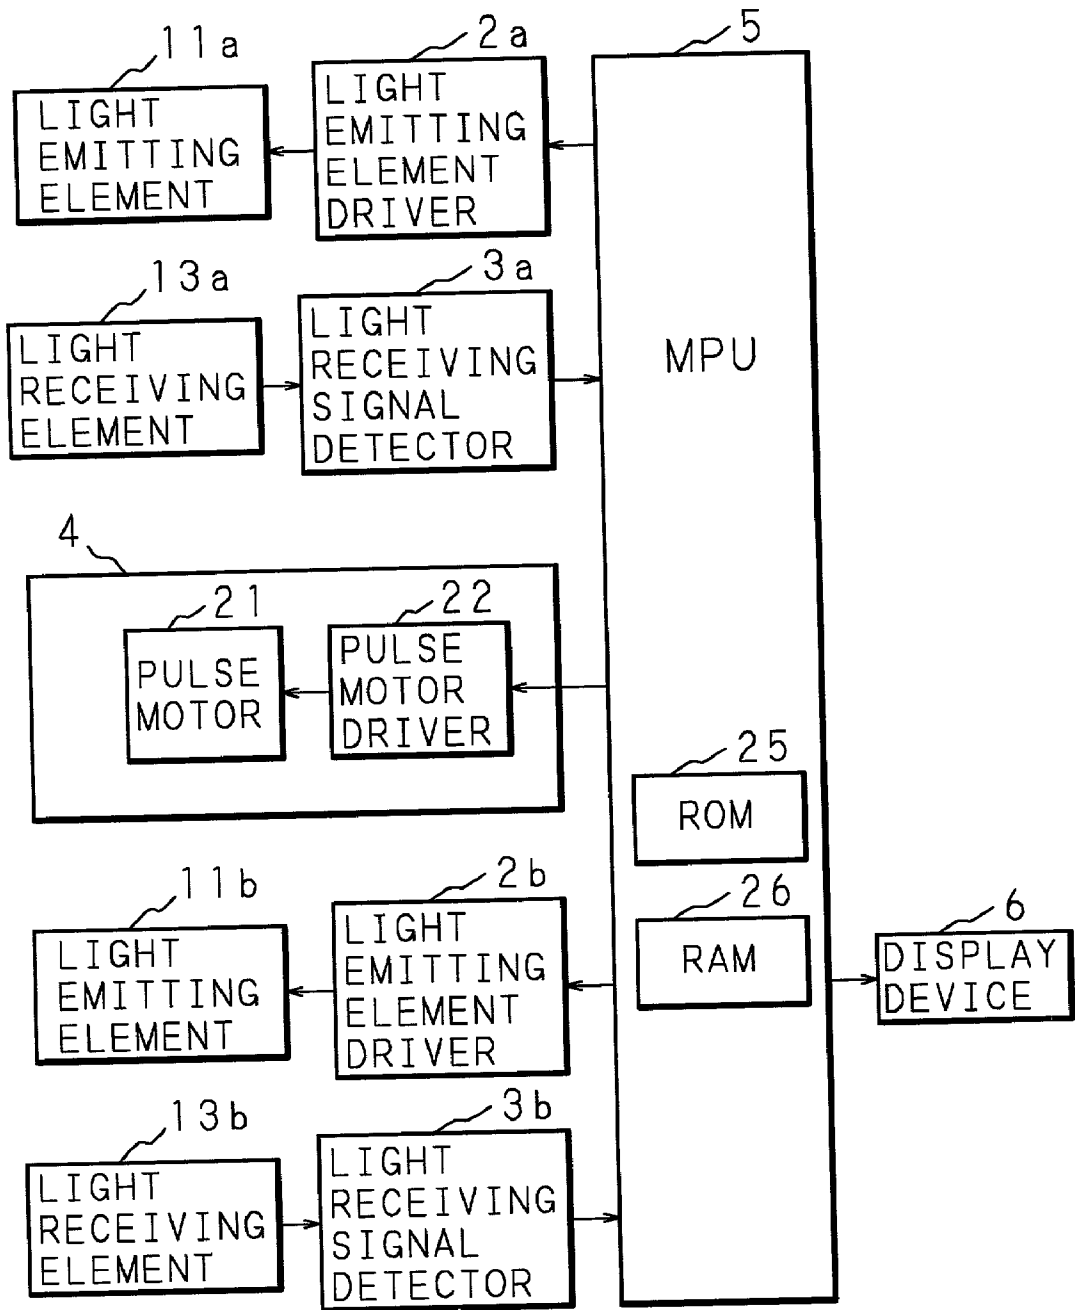 11a
LIGHT
EMITTING
ELEMENT
2a
LIGHT
EMITTING
ELEMENT
DRIVER
5
MPU
13a
LIGHT
RECEIVING
ELEMENT
3a
LIGHT
RECEIVING
SIGNAL
DETECTOR
4
21
PULSE
MOTOR
22
PULSE
MOTOR
DRIVER
25
ROM
26
RAM
11b
LIGHT
EMITTING
ELEMENT
2b
LIGHT
EMITTING
ELEMENT
DRIVER
6
DISPLAY
DEVICE
13b
LIGHT
RECEIVING
ELEMENT
3b
LIGHT
RECEIVING
SIGNAL
DETECTOR